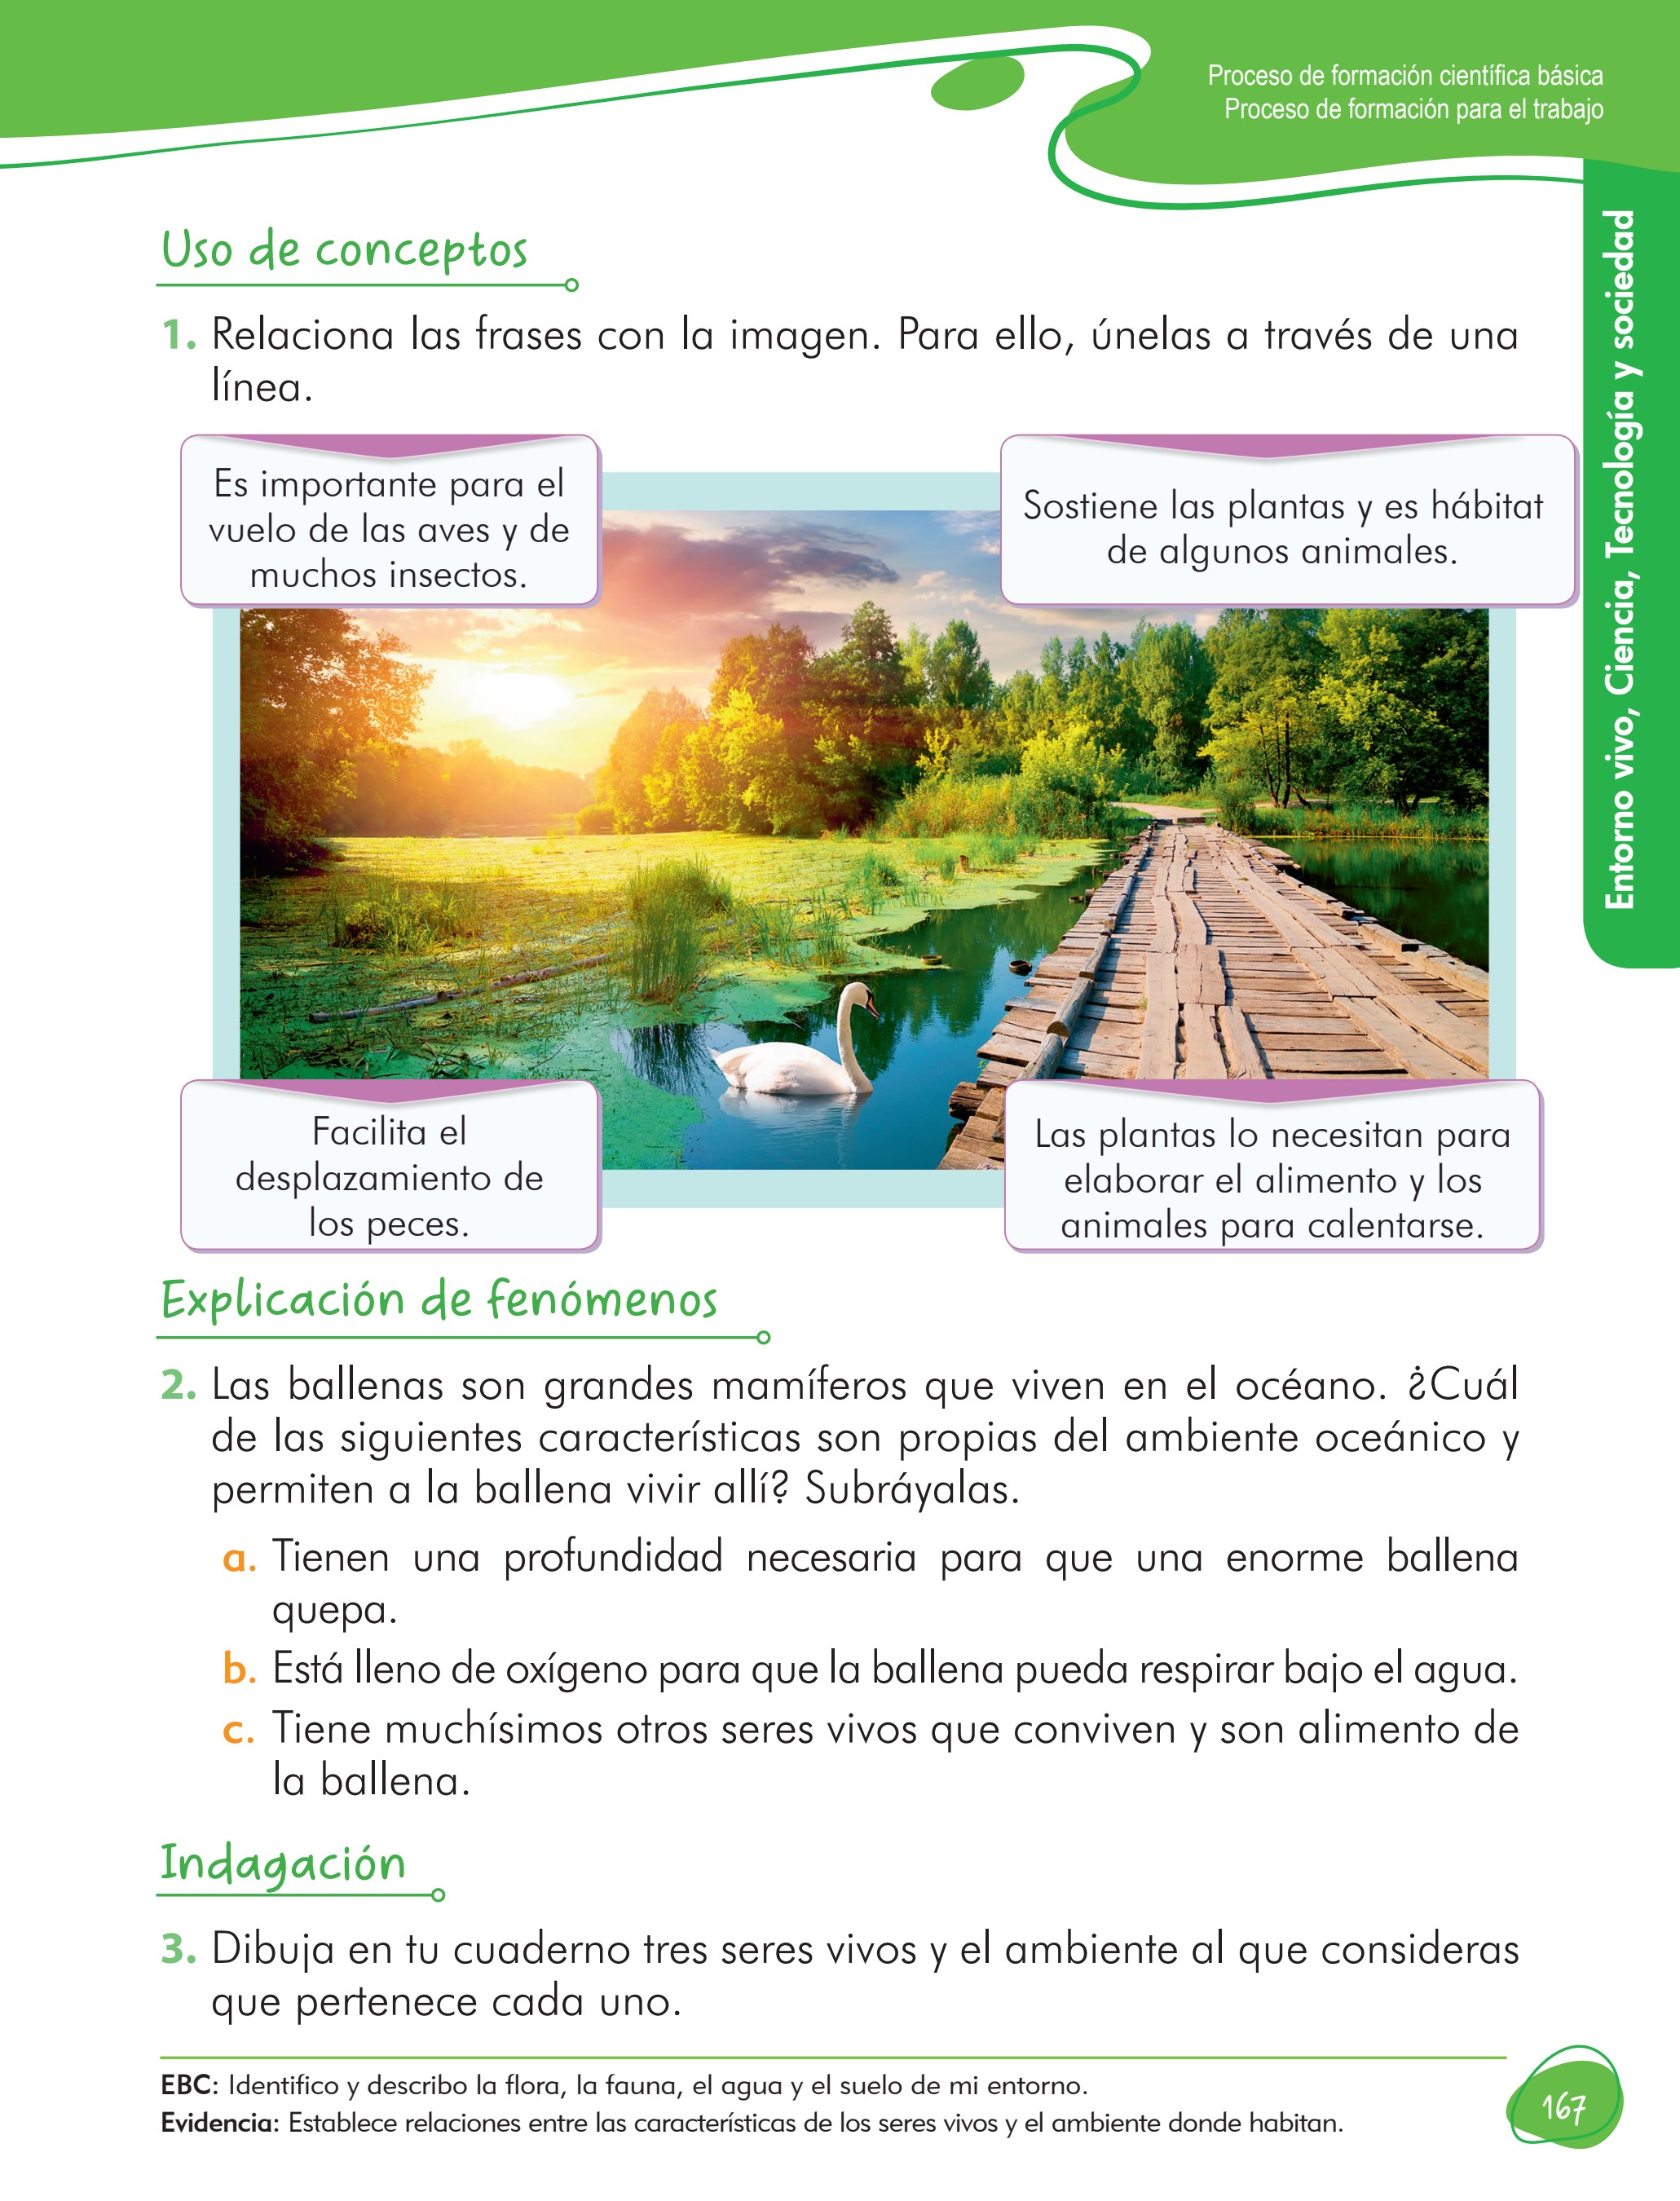 Proceso de formación científica básica
Proceso de formación para el trabajo
Entorno vivo, Ciencia, Tecnología y sociedad
Uso de conceptos
1. Relaciona las frases con la imagen. Para ello, únelas a través de una
línea.
Es importante para el
vuelo de las aves y de
muchos insectos.
Sostiene las plantas y es hábitat
de algunos animales.
Facilita el
desplazamiento de
los peces.
Las plantas lo necesitan para
elaborar el alimento y los
animales para calentarse.
Explicación de fenómenos
2. Las ballenas son grandes mamíferos que viven en el océano. ¿Cuál
de las siguientes características son propias del ambiente oceánico y
permiten a la ballena vivir allí? Subráyalas.
a. Tienen una profundidad necesaria para que una enorme ballena
quepa.
b. Está lleno de oxígeno para que la ballena pueda respirar bajo el agua.
c. Tiene muchísimos otros seres vivos que conviven y son alimento de
la ballena.
Indagación
3. Dibuja en tu cuaderno tres seres vivos y el ambiente al que consideras
que pertenece cada uno.
EBC: Identifico y describo la flora, la fauna, el agua y el suelo de mi entorno.
Evidencia: Establece relaciones entre las características de los seres vivos y el ambiente donde habitan.
167